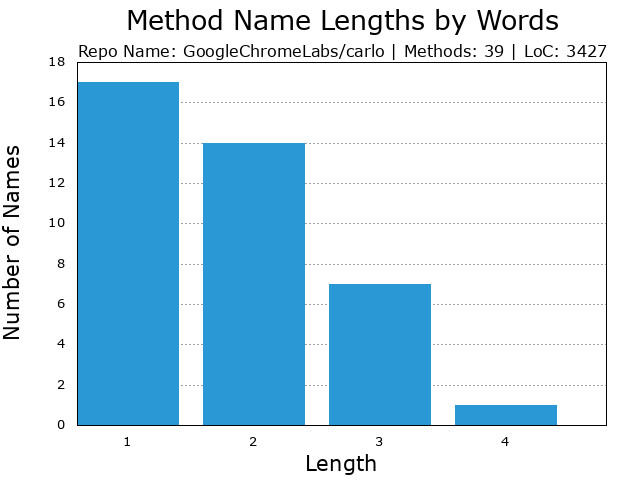 Method Name Lengths by Words
Repo Name: GoogleChromeLabs/carlo | Methods: 39 | LoC: 3427
Number of Names
18
16
14
12
10
8
6
4
2
0
1 2 3 4
Length